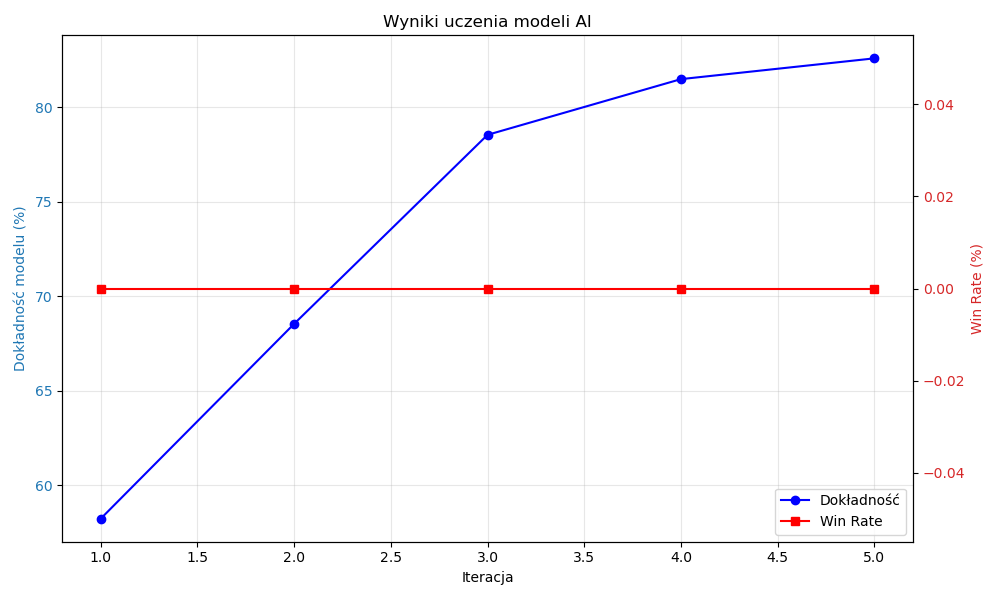 Wyniki uczenia modeli AI
Dokładność modelu (%)
80
75
70
65
60
0.04
0.02
0.00
−0.02
−0.04
Win Rate (%)
Dokładność
Win Rate
1.0 1.5 2.0 2.5 3.0 3.5 4.0 4.5 5.0
Iteracja